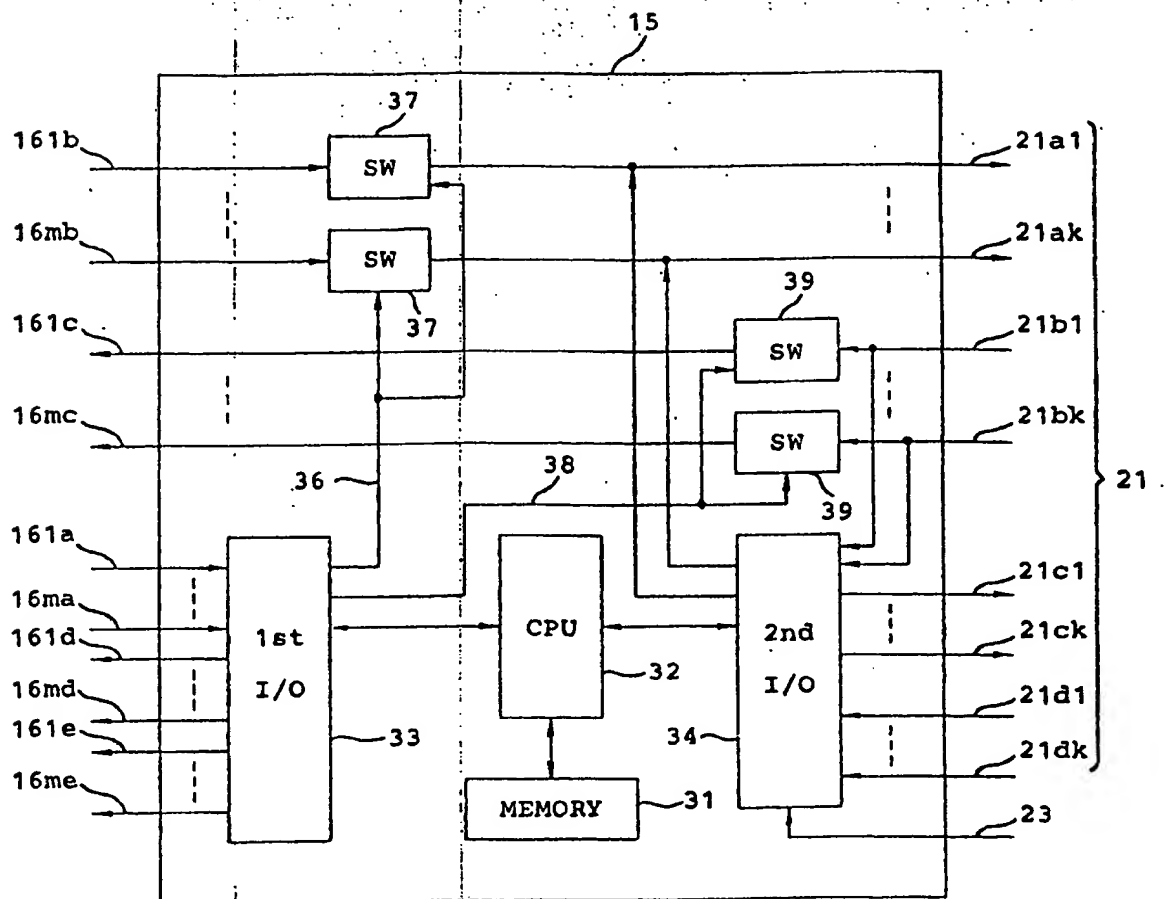 15
37
161b
SW
21a1
16mb
SW
21ak
37
39
161c
SW
21b1
16mc
SW
21bk
36
38
39
21
161a
21c1
16ma
1st
I/O
CPU
2nd
I/O
21ck
161d
32
16md
33
34
21d1
161e
21dk
16me
MEMORY
31
23